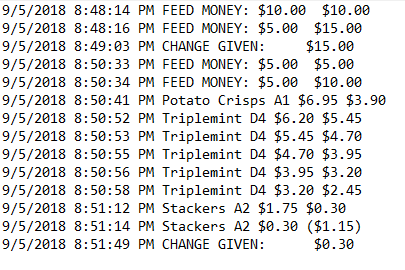 9/5/2018 8:48:14 PM FEED MONEY: $10.00  $10.00
9/5/2018 8:48:16 PM FEED MONEY: $5.00  $15.00
9/5/2018 8:49:03 PM CHANGE GIVEN:     $15.00
9/5/2018 8:50:33 PM FEED MONEY: $5.00  $5.00
9/5/2018 8:50:34 PM FEED MONEY: $5.00  $10.00
9/5/2018 8:50:41 PM Potato Crisps A1 $6.95 $3.90
9/5/2018 8:50:52 PM Triplemint D4 $6.20 $5.45
9/5/2018 8:50:53 PM Triplemint D4 $5.45 $4.70
9/5/2018 8:50:55 PM Triplemint D4 $4.70 $3.95
9/5/2018 8:50:56 PM Triplemint D4 $3.95 $3.20
9/5/2018 8:50:58 PM Triplemint D4 $3.20 $2.45
9/5/2018 8:51:12 PM Stackers A2 $1.75 $0.30
9/5/2018 8:51:14 PM Stackers A2 $0.30 ($1.15)
9/5/2018 8:51:49 PM CHANGE GIVEN:      $0.30